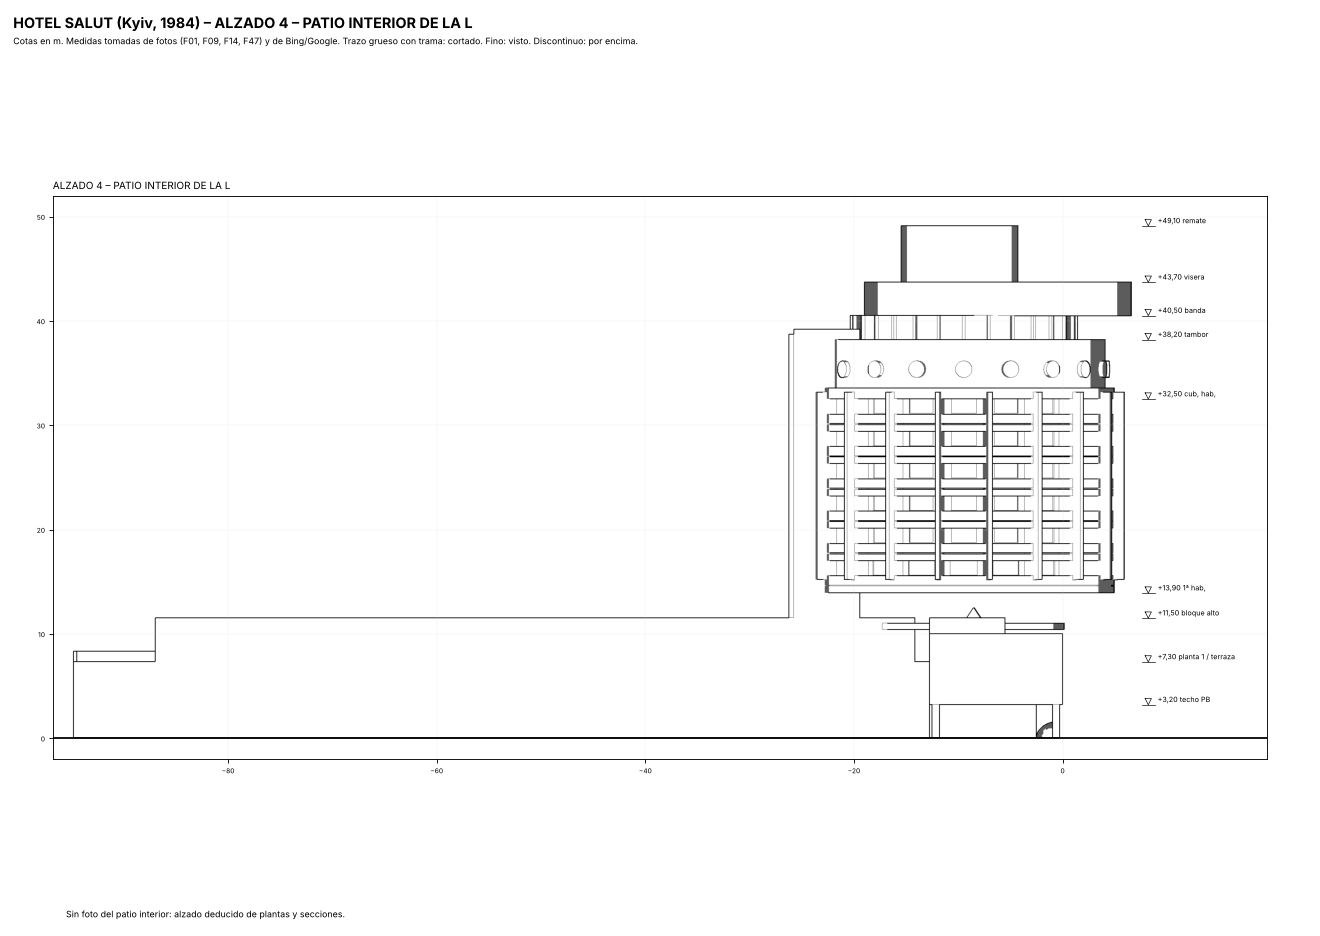 HOTEL SALUT (Kyiv, 1984) – ALZADO 4 – PATIO INTERIOR DE LA L
Cotas en m. Medidas tomadas de fotos (F01, F09, F14, F47) y de Bing/Google. Trazo grueso con trama: cortado. Fino: visto. Discontinuo: por encima.
ALZADO 4 – PATIO INTERIOR DE LA L
50
+49,10 remate
+43,70 visera
+40,50 banda
40
+38,20 tambor
+32,50 cub, hab,
30
20
+13,90 1ª hab,
+11,50 bloque alto
10
+7,30 planta 1 / terraza
+3,20 techo PB
0
−80 −60 −40 −20 0
Sin foto del patio interior: alzado deducido de plantas y secciones.